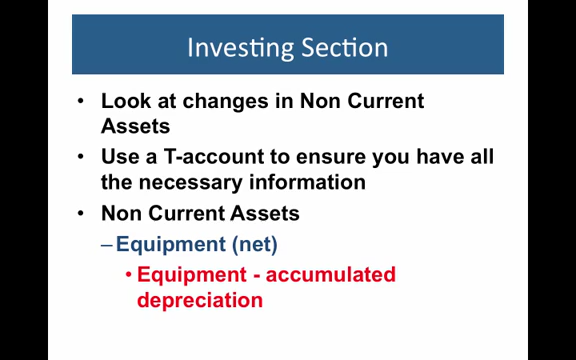 Investing Section
• Look at changes in Non Current
Assets
• Use a T-account to ensure you have all
the necessary information
• Non Current Assets
–Equipment (net)
• Equipment - accumulated
depreciation